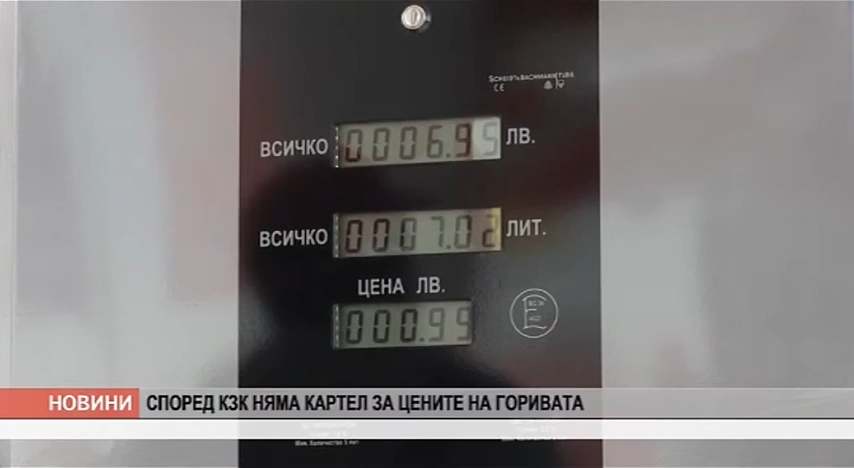 CE
ВСИЧКО 0006.95 ЛВ.
ВСИЧКО 0007.02 ЛИТ.
ЦЕНА ЛВ.
000.99
E
НОВИНИ СПОРЕД КЗК НЯМА КАРТЕЛ ЗА ЦЕНИТЕ НА ГОРИВАТА